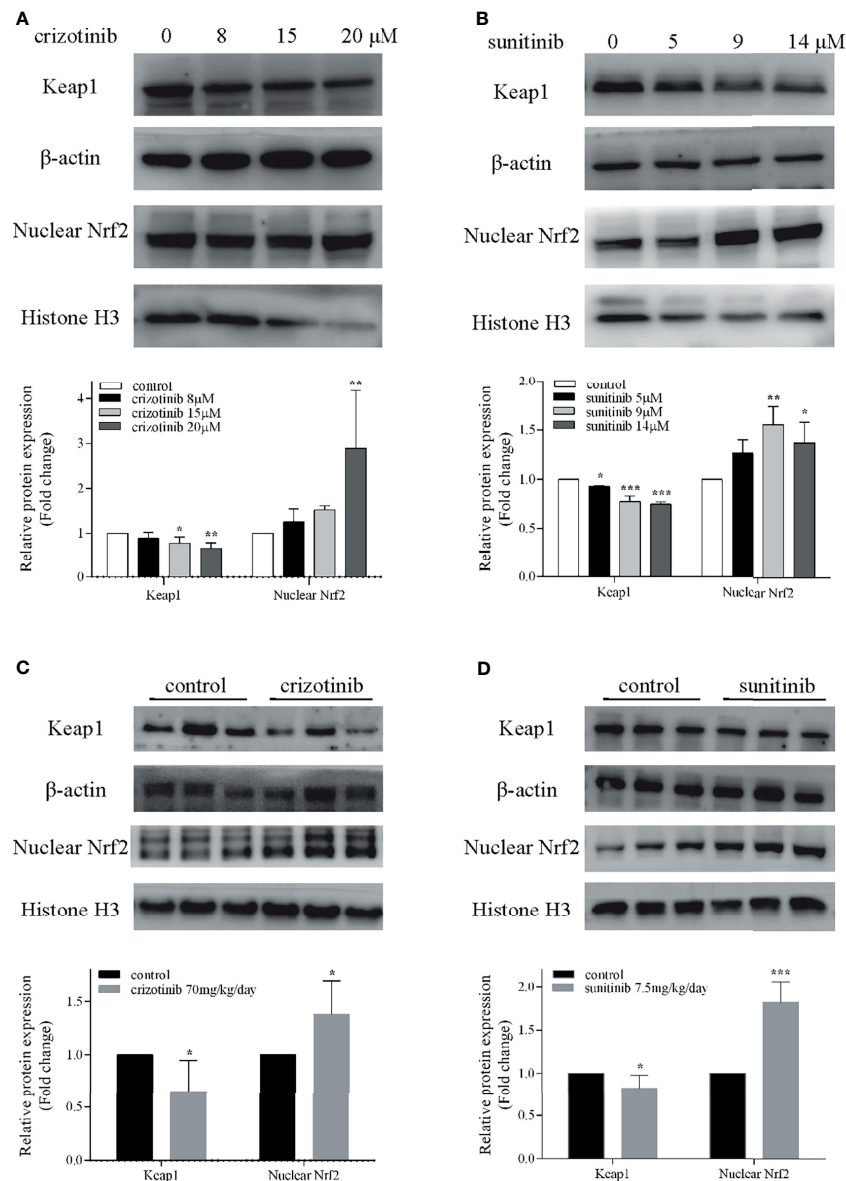 A
crizotinib 0 8 15 20 μM
Keap1
β-actin
Nuclear Nrf2
Histone H3
control
crizotinib 8μM
crizotinib 15μM
crizotinib 20μM
Relative protein expression
(Fold change)
4
3
2
1
0
* ** **
Keap1 Nuclear Nrf2
B
sunitinib 0 5 9 14 μM
Keap1
β-actin
Nuclear Nrf2
Histone H3
control
sunitinib 5μM
sunitinib 9μM
sunitinib 14μM
Relative protein expression
(Fold change)
2.0
1.5
1.0
0.5
0.0
* *** *** ** *
Keap1 Nuclear Nrf2
C
control crizotinib
Keap1
β-actin
Nuclear Nrf2
Histone H3
control
crizotinib 70mg/kg/day
Relative protein expression
(Fold change)
1.5
1.0
0.5
0.0
* *
Keap1 Nuclear Nrf2
D
control sunitinib
Keap1
β-actin
Nuclear Nrf2
Histone H3
control
sunitinib 7.5mg/kg/day
Relative protein expression
(Fold change)
2.0
1.5
1.0
0.5
0.0
* ***
Keap1 Nuclear Nrf2